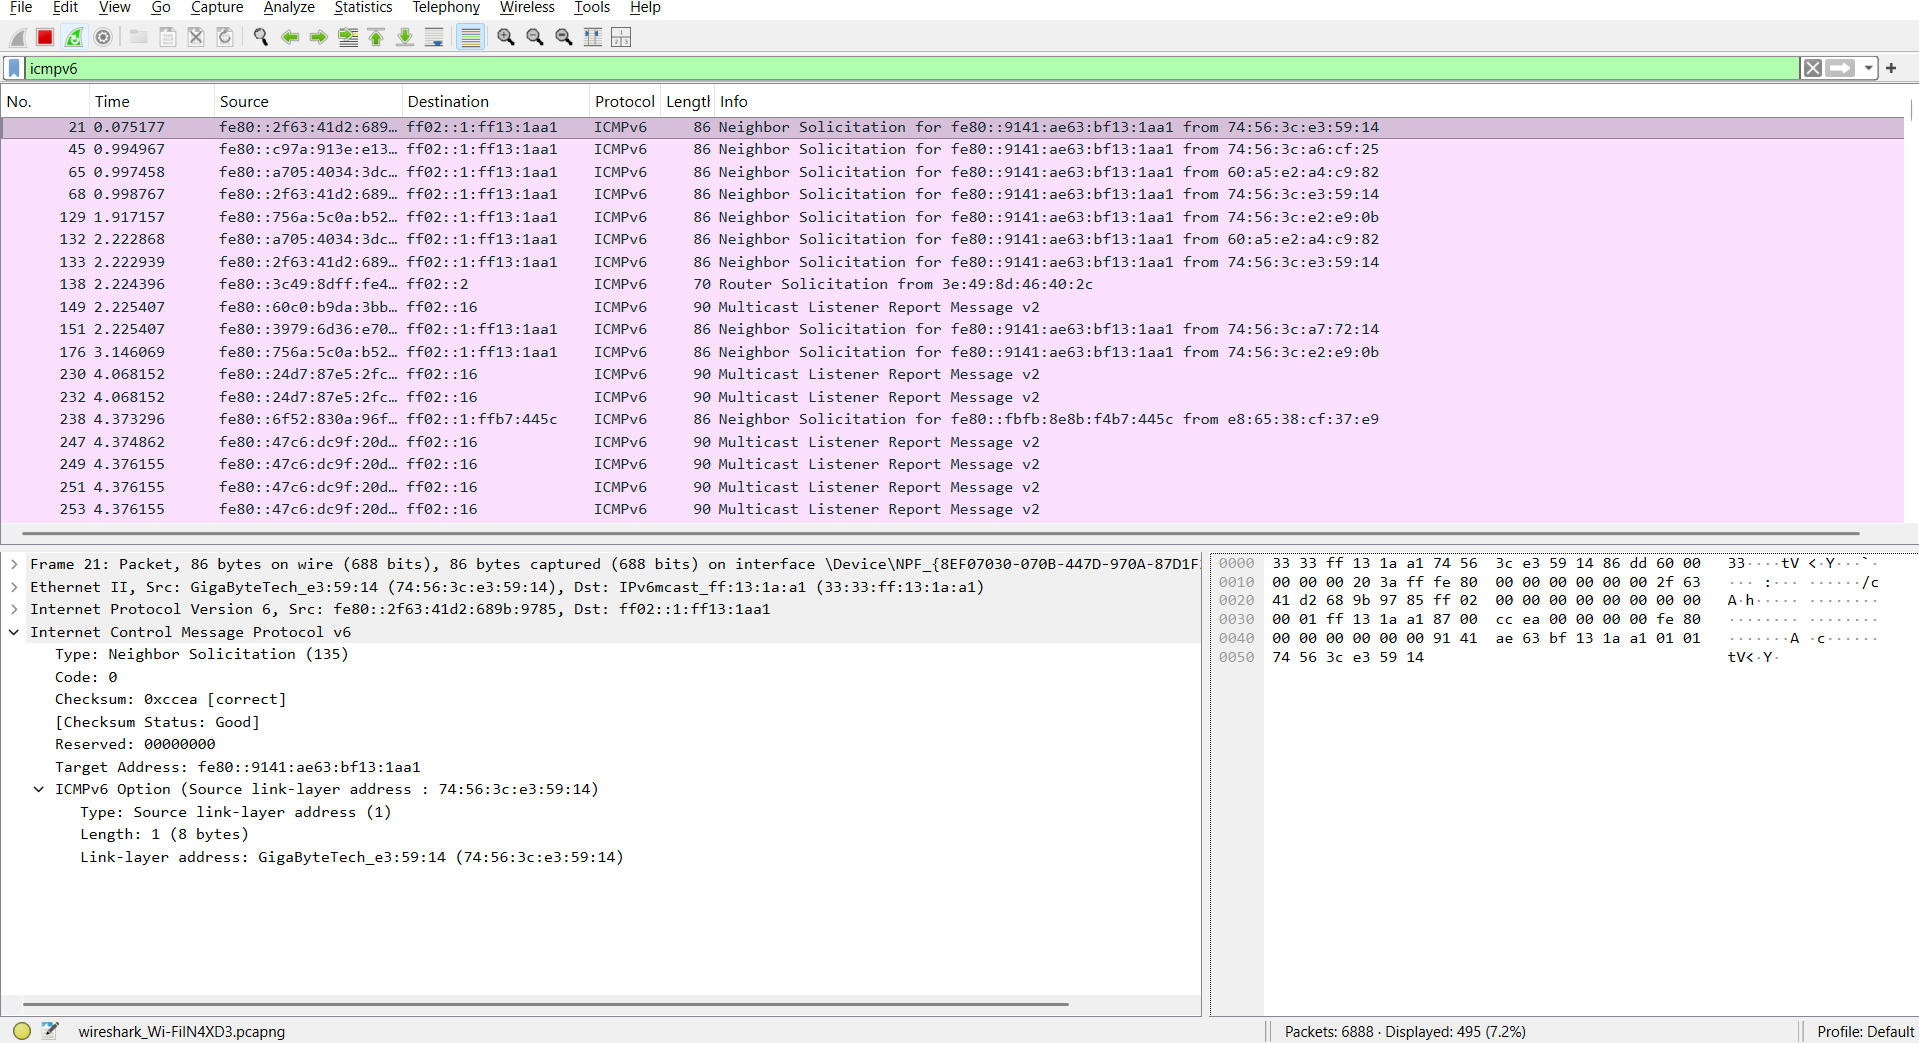 File Edit View Go Capture Analyze Statistics Telephony Wireless Tools Help
icmpv6
No. Time Source Destination Protocol Length Info
21 0.075177 fe80::2f63:41d2:689… ff02::1:ff13:1aa1 ICMPv6 86 Neighbor Solicitation for fe80::9141:ae63:bf13:1aa1 from 74:56:3c:e3:59:14
45 0.994967 fe80::c97a:913e:e13… ff02::1:ff13:1aa1 ICMPv6 86 Neighbor Solicitation for fe80::9141:ae63:bf13:1aa1 from 74:56:3c:a6:cf:25
65 0.997458 fe80::a705:4034:3dc… ff02::1:ff13:1aa1 ICMPv6 86 Neighbor Solicitation for fe80::9141:ae63:bf13:1aa1 from 60:a5:e2:a4:c9:82
68 0.998767 fe80::2f63:41d2:689… ff02::1:ff13:1aa1 ICMPv6 86 Neighbor Solicitation for fe80::9141:ae63:bf13:1aa1 from 74:56:3c:e3:59:14
129 1.917157 fe80::756a:5c0a:b52… ff02::1:ff13:1aa1 ICMPv6 86 Neighbor Solicitation for fe80::9141:ae63:bf13:1aa1 from 74:56:3c:e2:e9:0b
132 2.222868 fe80::a705:4034:3dc… ff02::1:ff13:1aa1 ICMPv6 86 Neighbor Solicitation for fe80::9141:ae63:bf13:1aa1 from 60:a5:e2:a4:c9:82
133 2.222939 fe80::2f63:41d2:689… ff02::1:ff13:1aa1 ICMPv6 86 Neighbor Solicitation for fe80::9141:ae63:bf13:1aa1 from 74:56:3c:e3:59:14
138 2.224396 fe80::3c49:8dff:fe4… ff02::2 ICMPv6 70 Router Solicitation from 3e:49:8d:46:40:2c
149 2.225407 fe80::60c0:b9da:3bb… ff02::16 ICMPv6 90 Multicast Listener Report Message v2
151 2.225407 fe80::3979:6d36:e70… ff02::1:ff13:1aa1 ICMPv6 86 Neighbor Solicitation for fe80::9141:ae63:bf13:1aa1 from 74:56:3c:a7:72:14
176 3.146069 fe80::756a:5c0a:b52… ff02::1:ff13:1aa1 ICMPv6 86 Neighbor Solicitation for fe80::9141:ae63:bf13:1aa1 from 74:56:3c:e2:e9:0b
230 4.068152 fe80::24d7:87e5:2fc… ff02::16 ICMPv6 90 Multicast Listener Report Message v2
232 4.068152 fe80::24d7:87e5:2fc… ff02::16 ICMPv6 90 Multicast Listener Report Message v2
238 4.373296 fe80::6f52:830a:96f… ff02::1:ffb7:445c ICMPv6 86 Neighbor Solicitation for fe80::fbfb:8e8b:f4b7:445c from e8:65:38:cf:37:e9
247 4.374862 fe80::47c6:dc9f:20d… ff02::16 ICMPv6 90 Multicast Listener Report Message v2
249 4.376155 fe80::47c6:dc9f:20d… ff02::16 ICMPv6 90 Multicast Listener Report Message v2
251 4.376155 fe80::47c6:dc9f:20d… ff02::16 ICMPv6 90 Multicast Listener Report Message v2
253 4.376155 fe80::47c6:dc9f:20d… ff02::16 ICMPv6 90 Multicast Listener Report Message v2
Frame 21: Packet, 86 bytes on wire (688 bits), 86 bytes captured (688 bits) on interface \Device\NPF_{8EF07030-070B-447D-970A-87D1F
Ethernet II, Src: GigaByteTech_e3:59:14 (74:56:3c:e3:59:14), Dst: IPv6mcast_ff:13:1a:a1 (33:33:ff:13:1a:a1)
Internet Protocol Version 6, Src: fe80::2f63:41d2:689b:9785, Dst: ff02::1:ff13:1aa1
Internet Control Message Protocol v6
Type: Neighbor Solicitation (135)
Code: 0
Checksum: 0xccea [correct]
[Checksum Status: Good]
Reserved: 00000000
Target Address: fe80::9141:ae63:bf13:1aa1
ICMPv6 Option (Source link-layer address : 74:56:3c:e3:59:14)
Type: Source link-layer address (1)
Length: 1 (8 bytes)
Link-layer address: GigaByteTech_e3:59:14 (74:56:3c:e3:59:14)
0000 33 33 ff 13 1a a1 74 56 3c e3 59 14 86 dd 60 00 33····tV <·Y···`·
0010 00 00 00 20 3a ff fe 80 00 00 00 00 00 00 2f 63 ··· :··· ······/c
0020 41 d2 68 9b 97 85 ff 02 00 00 00 00 00 00 00 00 A·h····· ········
0030 00 01 ff 13 1a a1 87 00 cc ea 00 00 00 00 fe 80 ········ ········
0040 00 00 00 00 00 00 91 41 ae 63 bf 13 1a a1 01 01 ·······A ·c······
0050 74 56 3c e3 59 14 tV<·Y·
wireshark_Wi-FiIN4XD3.pcapng Packets: 6888 · Displayed: 495 (7.2%) Profile: Default